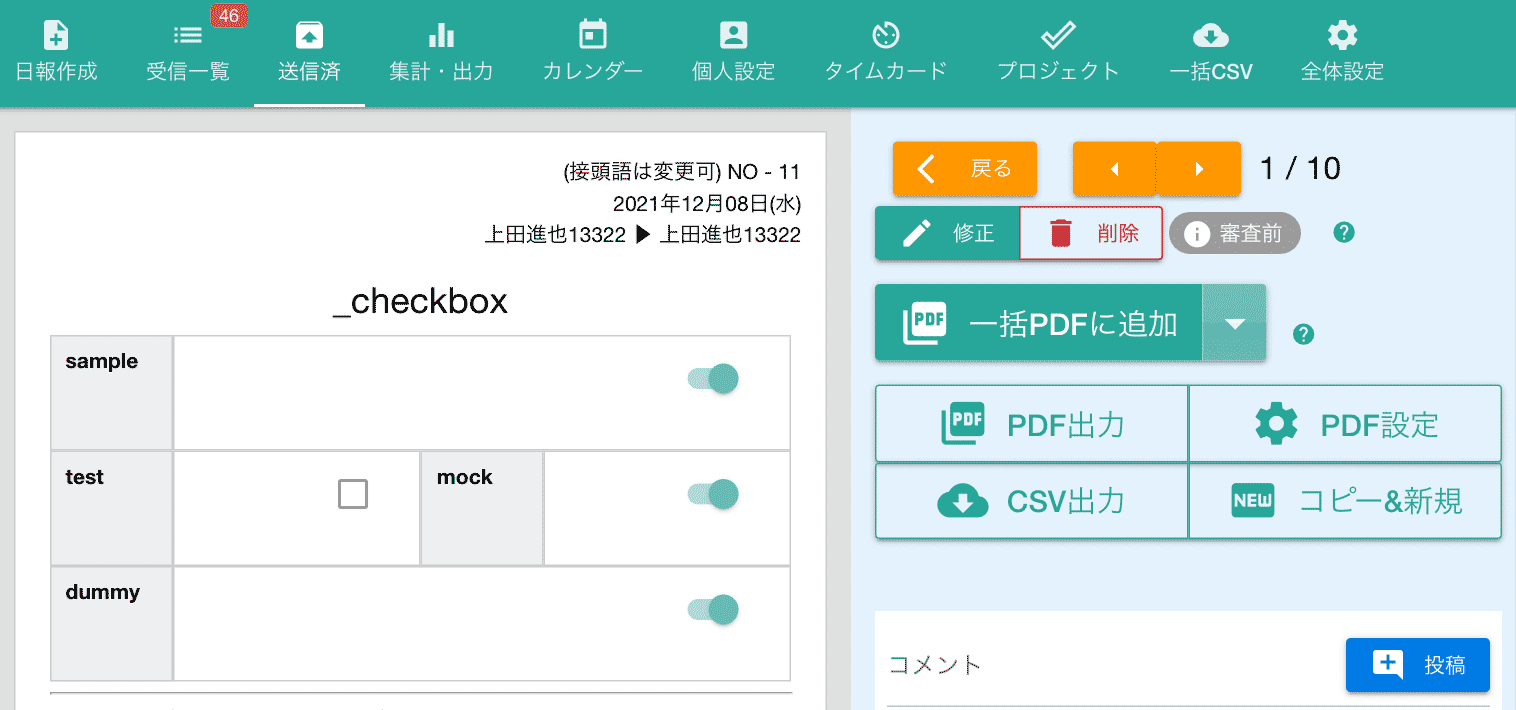 46
日報作成
受信一覧
送信済
集計・出力
カレンダー
個人設定
タイムカード
プロジェクト
一括CSV
全体設定
(接頭語は変更可) NO - 11
2021年12月08日(水)
上田進也13322 ▶ 上田進也13322
_checkbox
sample
test
mock
dummy
戻る
1 / 10
修正
削除
審査前
?
PDF 一括PDFに追加
?
PDF PDF出力
PDF設定
CSV出力
NEW コピー&新規
コメント
投稿